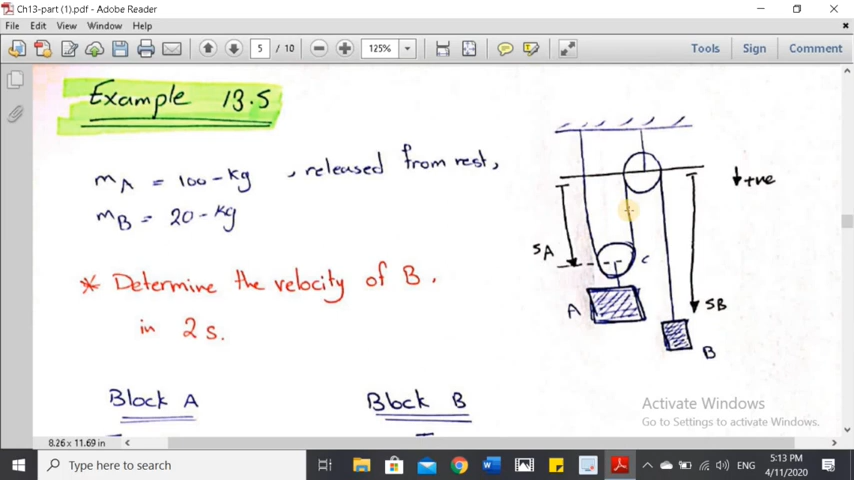 Ch13-part (1).pdf - Adobe Reader
File Edit View Window Help
5 / 10 125% Tools Sign Comment
Example 13.5
mA = 100-kg , released from rest,
mB = 20-kg
* Determine the velocity of B.
in 2s.
↓+ve
SA
C
A
SB
B
Block A Block B
Activate Windows
Go to Settings to activate Windows.
8.26 x 11.69 in
Type here to search
ENG
5:13 PM
4/11/2020